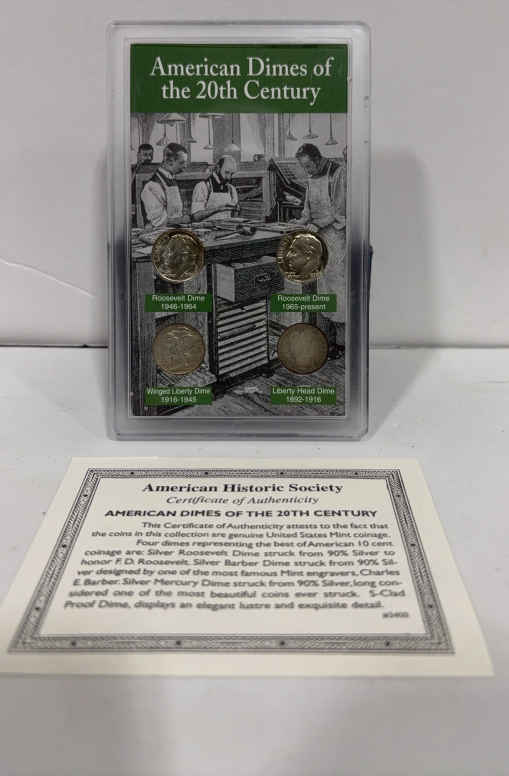 American Dimes of
the 20th Century
Roosevelt Dime
1946-1964
Roosevelt Dime
1965-present
Winged Liberty Dime
1916-1945
Liberty Head Dime
1892-1916
American Historic Society
Certificate of Authenticity
AMERICAN DIMES OF THE 20TH CENTURY
This Certificate of Authenticity attests to the fact that
the coins in this collection are genuine United States Mint coinage.
Four dimes representing the best of American 10 cent
coinage are: Silver Roosevelt Dime struck from 90% Silver to
honor F. D. Roosevelt. Silver Barber Dime struck from 90% Sil-
ver designed by one of the most famous Mint engravers, Charles
E. Barber. Silver Mercury Dime struck from 90% Silver, long con-
sidered one of the most beautiful coins ever struck. S-Clad
Proof Dime, displays an elegant lustre and exquisite detail.